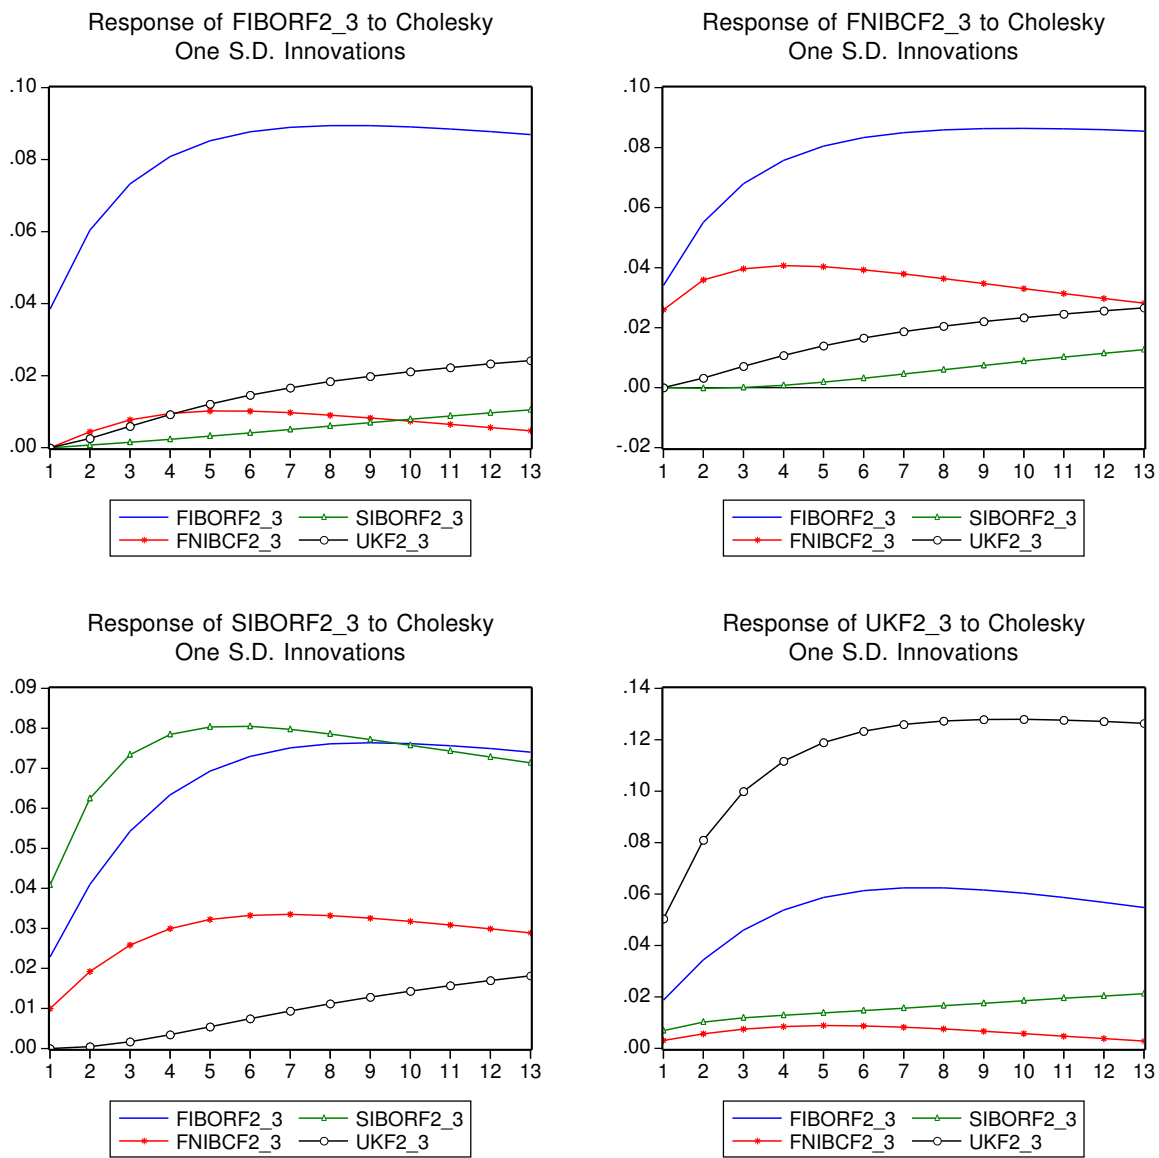 Response of FIBORF2_3 to Cholesky
One S.D. Innovations
.10
.08
.06
.04
.02
.00
1 2 3 4 5 6 7 8 9 10 11 12 13
FIBORF2_3 SIBORF2_3
FNIBCF2_3 UKF2_3
Response of FNIBCF2_3 to Cholesky
One S.D. Innovations
.10
.08
.06
.04
.02
.00
-.02
1 2 3 4 5 6 7 8 9 10 11 12 13
FIBORF2_3 SIBORF2_3
FNIBCF2_3 UKF2_3
Response of SIBORF2_3 to Cholesky
One S.D. Innovations
.09
.08
.07
.06
.05
.04
.03
.02
.01
.00
1 2 3 4 5 6 7 8 9 10 11 12 13
FIBORF2_3 SIBORF2_3
FNIBCF2_3 UKF2_3
Response of UKF2_3 to Cholesky
One S.D. Innovations
.14
.12
.10
.08
.06
.04
.02
.00
1 2 3 4 5 6 7 8 9 10 11 12 13
FIBORF2_3 SIBORF2_3
FNIBCF2_3 UKF2_3